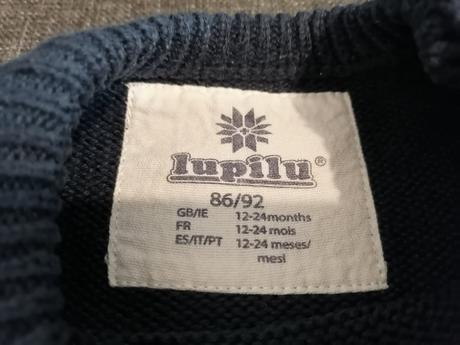 lupilu®
86/92
GB/IE 12-24months
FR 12-24 mois
ES/IT/PT 12-24 meses/
mesi